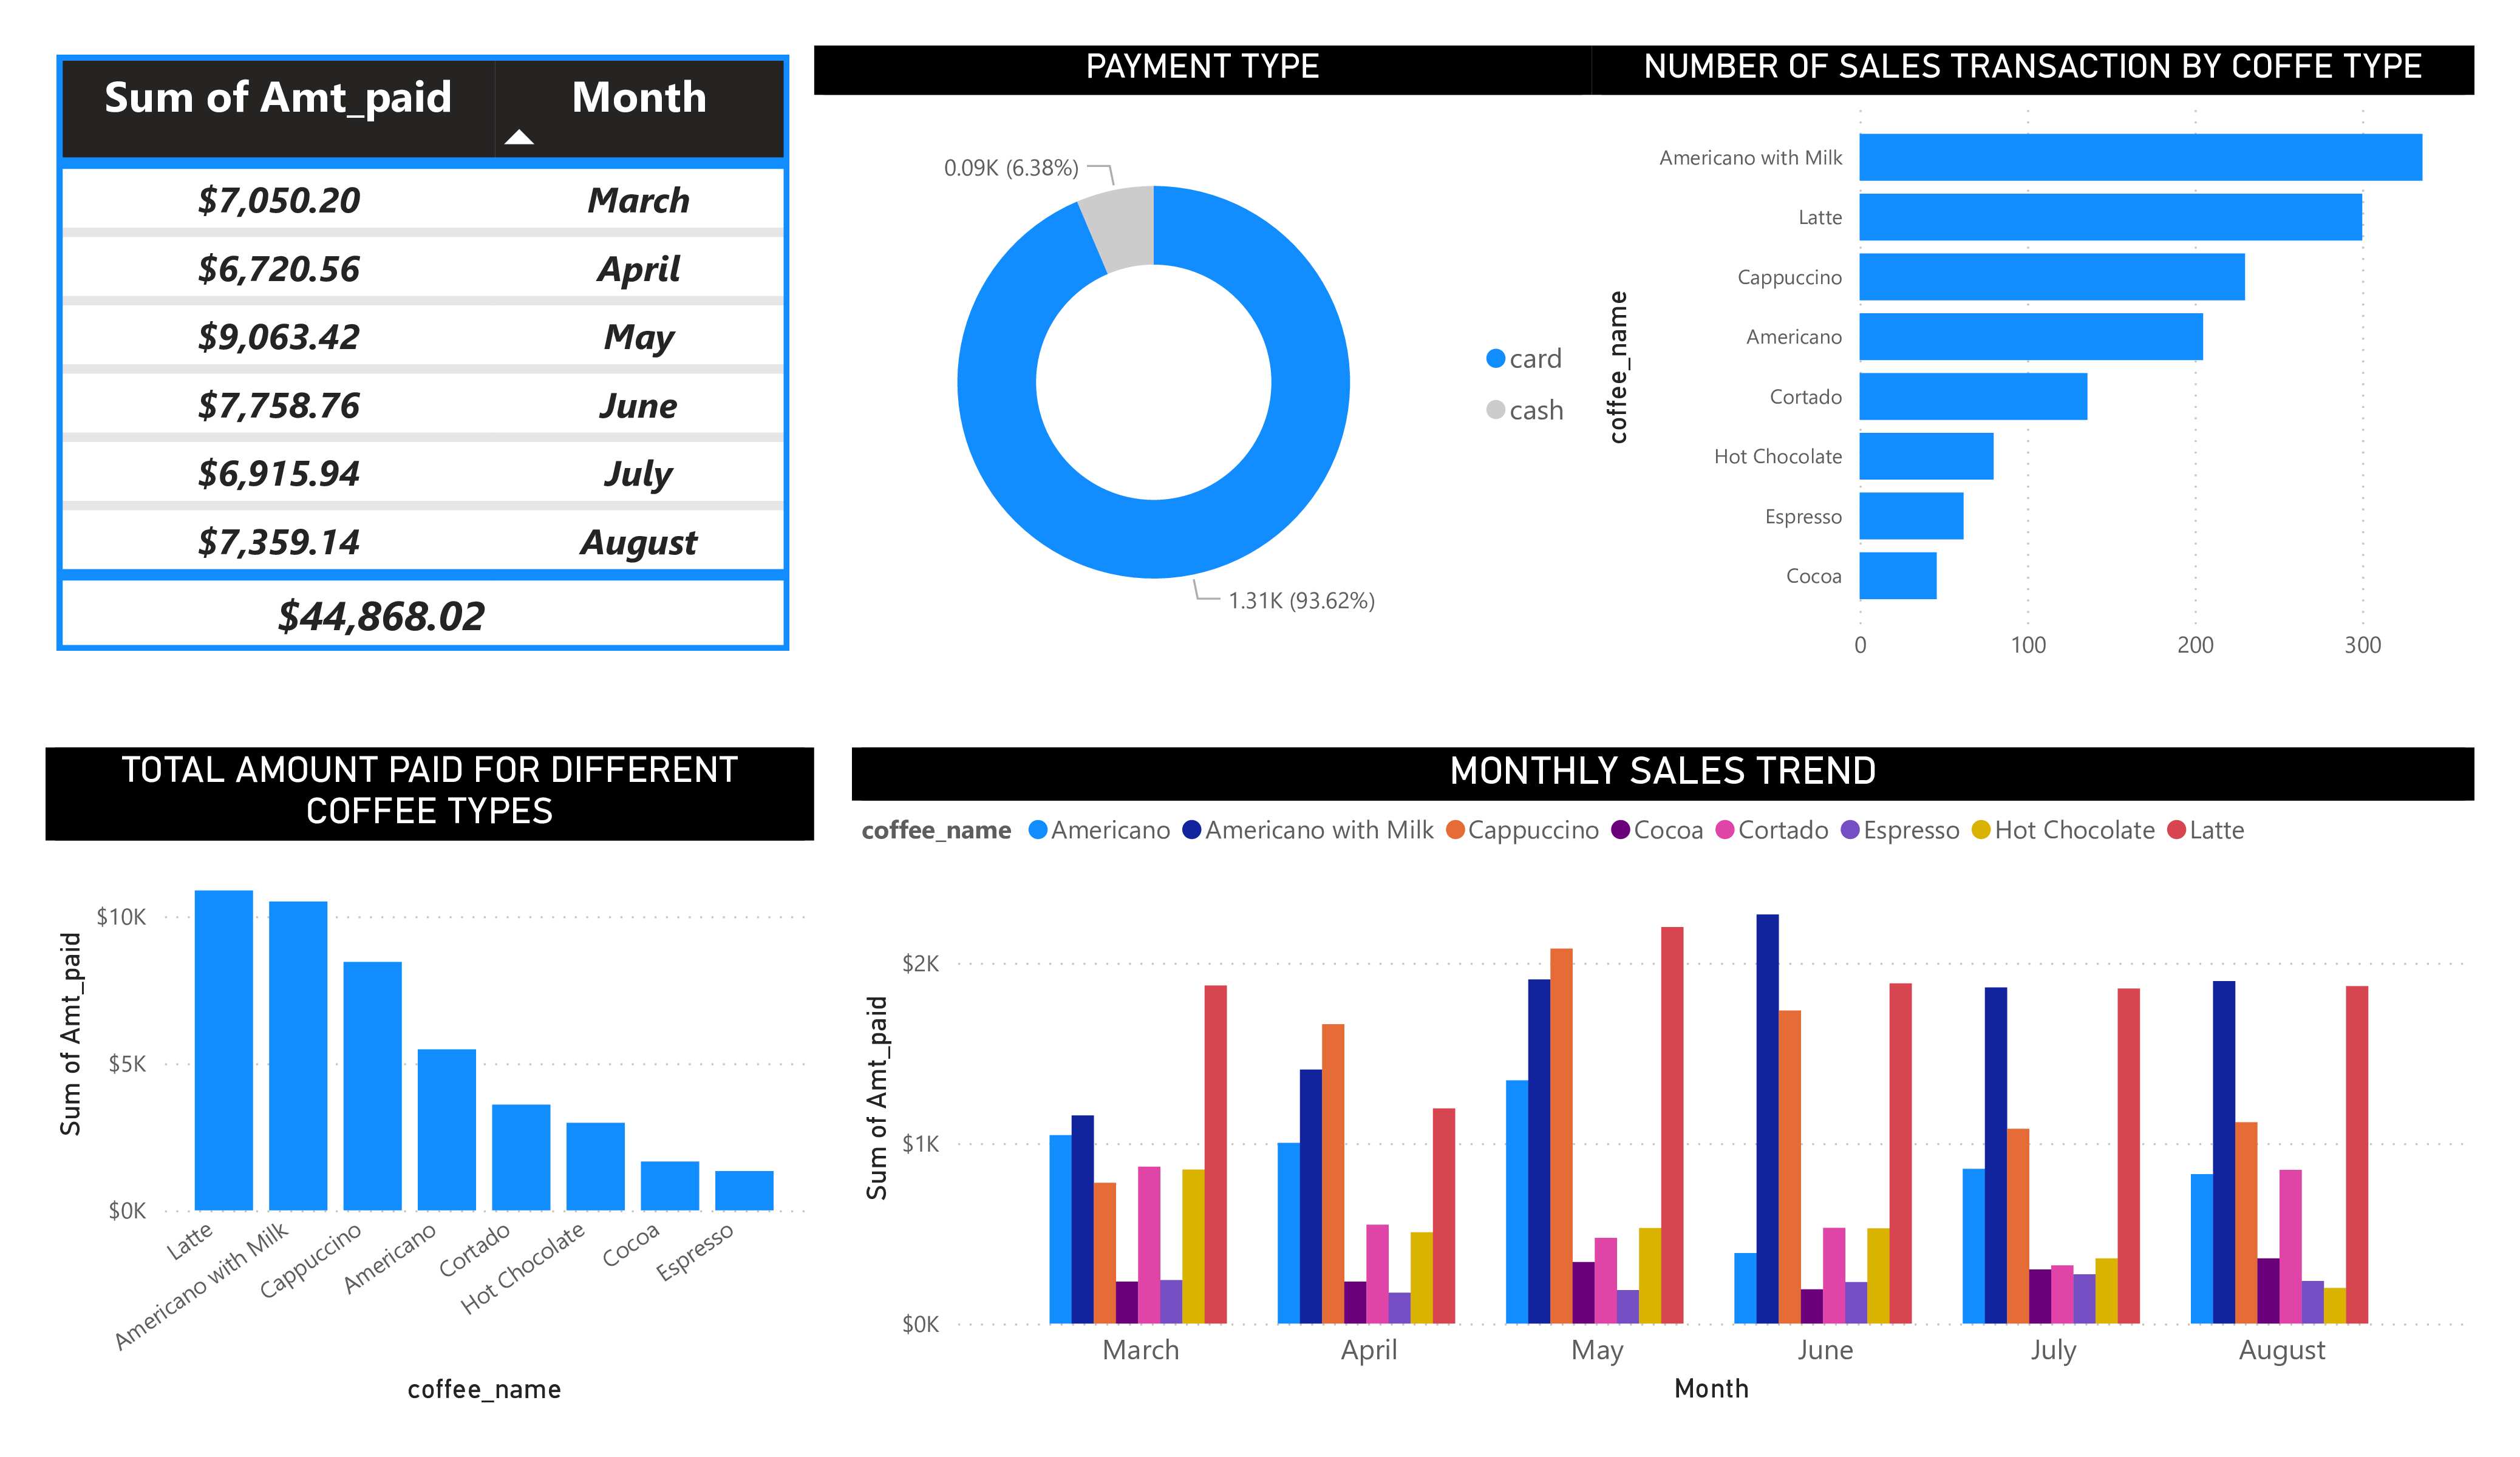 Sum of Amt_paid Month
$7,050.20 March
$6,720.56 April
$9,063.42 May
$7,758.76 June
$6,915.94 July
$7,359.14 August
$44,868.02
PAYMENT TYPE
0.09K (6.38%)
1.31K (93.62%)
card
cash
NUMBER OF SALES TRANSACTION BY COFFE TYPE
coffee_name
Americano with Milk
Latte
Cappuccino
Americano
Cortado
Hot Chocolate
Espresso
Cocoa
0 100 200 300
TOTAL AMOUNT PAID FOR DIFFERENT
COFFEE TYPES
Sum of Amt_paid
$10K
$5K
$0K
Latte
Americano with Milk
Cappuccino
Americano
Cortado
Hot Chocolate
Cocoa
Espresso
coffee_name
MONTHLY SALES TREND
coffee_name Americano Americano with Milk Cappuccino Cocoa Cortado Espresso Hot Chocolate Latte
Sum of Amt_paid
$2K
$1K
$0K
March April May June July August
Month